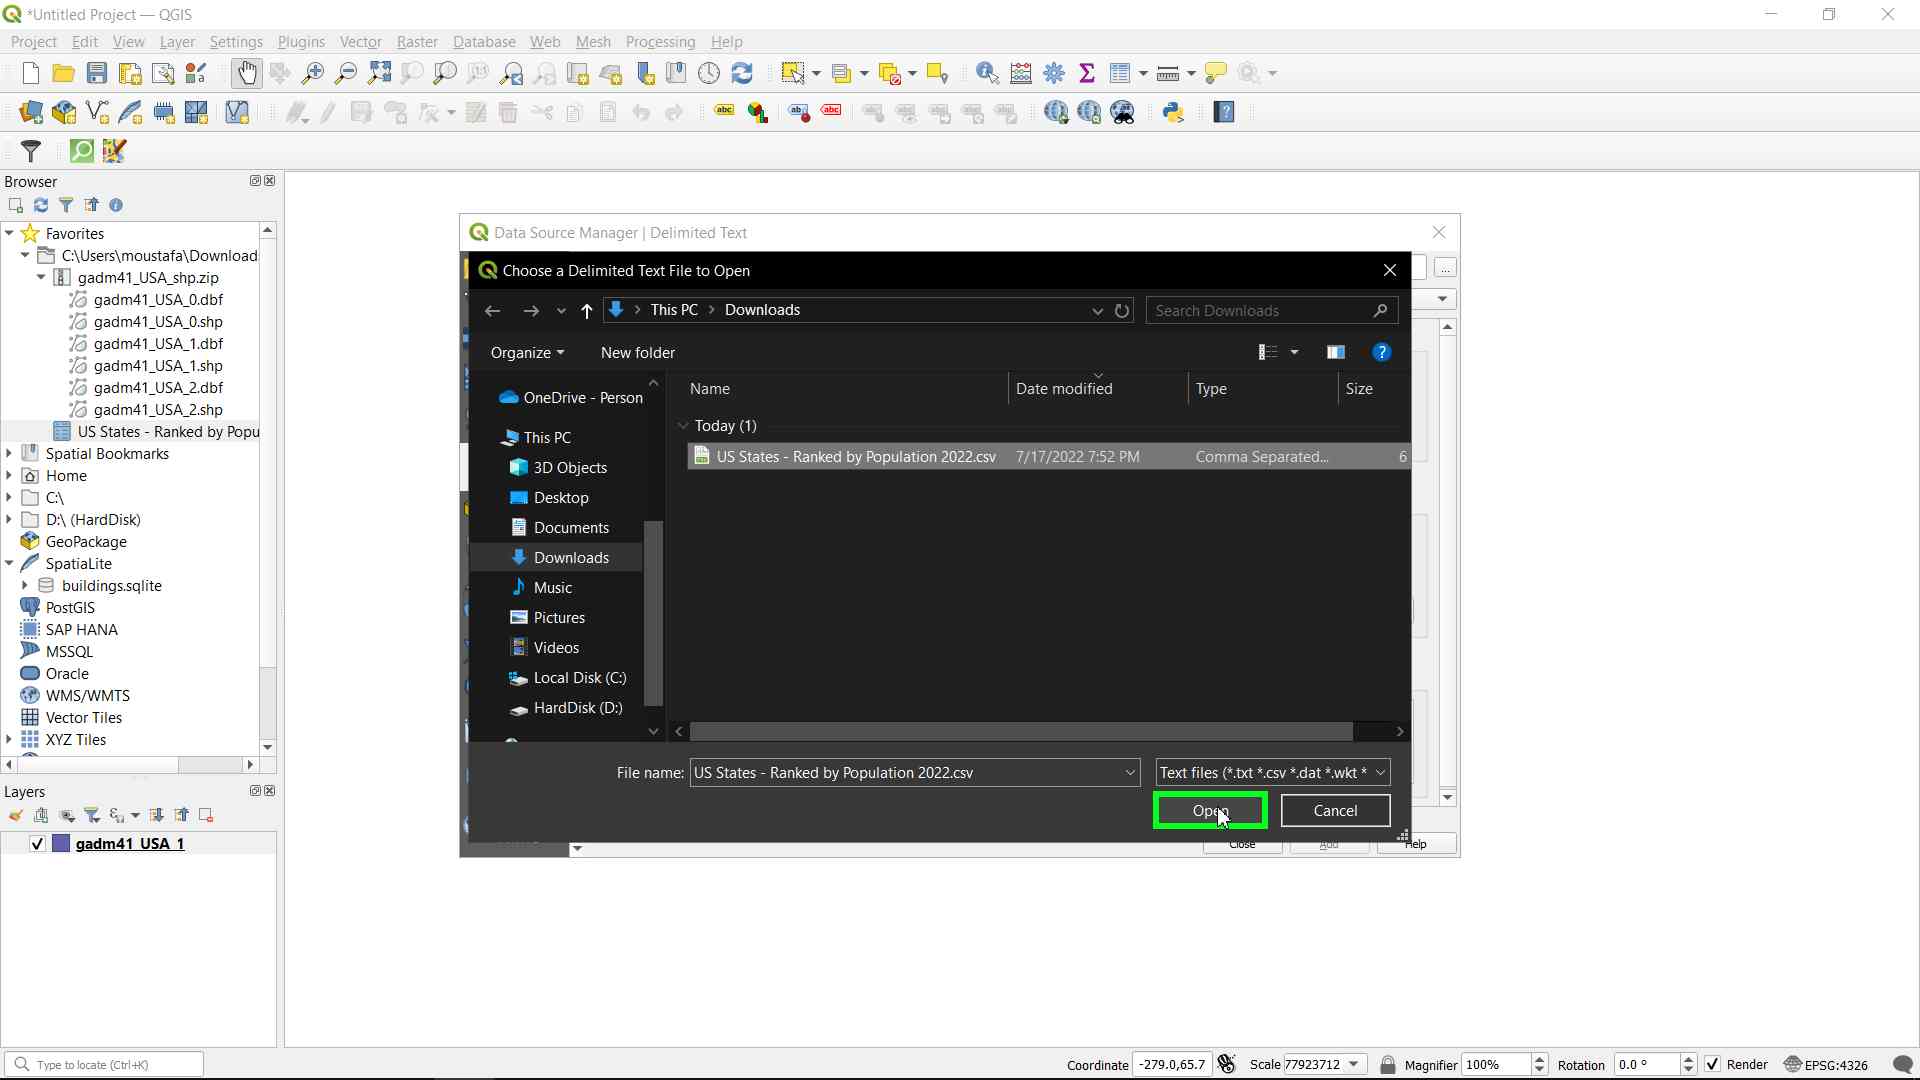 *Untitled Project — QGIS
Project Edit View Layer Settings Plugins Vector Raster Database Web Mesh Processing Help
Browser
Favorites
C:\Users\moustafa\Download
gadm41_USA_shp.zip
gadm41_USA_0.dbf
gadm41_USA_0.shp
gadm41_USA_1.dbf
gadm41_USA_1.shp
gadm41_USA_2.dbf
gadm41_USA_2.shp
US States - Ranked by Popu
Spatial Bookmarks
Home
C:\
D:\ (HardDisk)
GeoPackage
SpatiaLite
buildings.sqlite
PostGIS
SAP HANA
MSSQL
Oracle
WMS/WMTS
Vector Tiles
XYZ Tiles
Layers
gadm41_USA_1
Data Source Manager | Delimited Text
Choose a Delimited Text File to Open
This PC > Downloads
Search Downloads
Organize New folder
OneDrive - Person
This PC
3D Objects
Desktop
Documents
Downloads
Music
Pictures
Videos
Local Disk (C:)
HardDisk (D:)
Name Date modified Type Size
Today (1)
US States - Ranked by Population 2022.csv 7/17/2022 7:52 PM Comma Separated... 6
File name: US States - Ranked by Population 2022.csv Text files (*.txt *.csv *.dat *.wkt *
Open Cancel
Close Add Help
Type to locate (Ctrl+K) Coordinate -279.0,65.7 Scale 77923712 Magnifier 100% Rotation 0.0 ° Render EPSG:4326